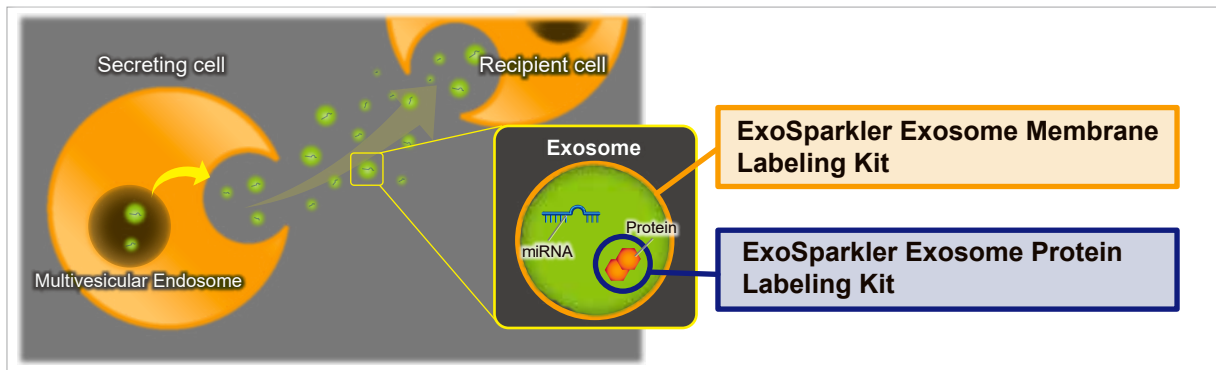 Secreting cell
Recipient cell
Multivesicular Endosome
Exosome
miRNA
Protein
ExoSparkler Exosome Membrane
Labeling Kit
ExoSparkler Exosome Protein
Labeling Kit